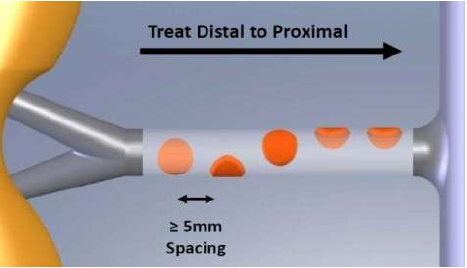 Treat Distal to Proximal
≥ 5mm
Spacing